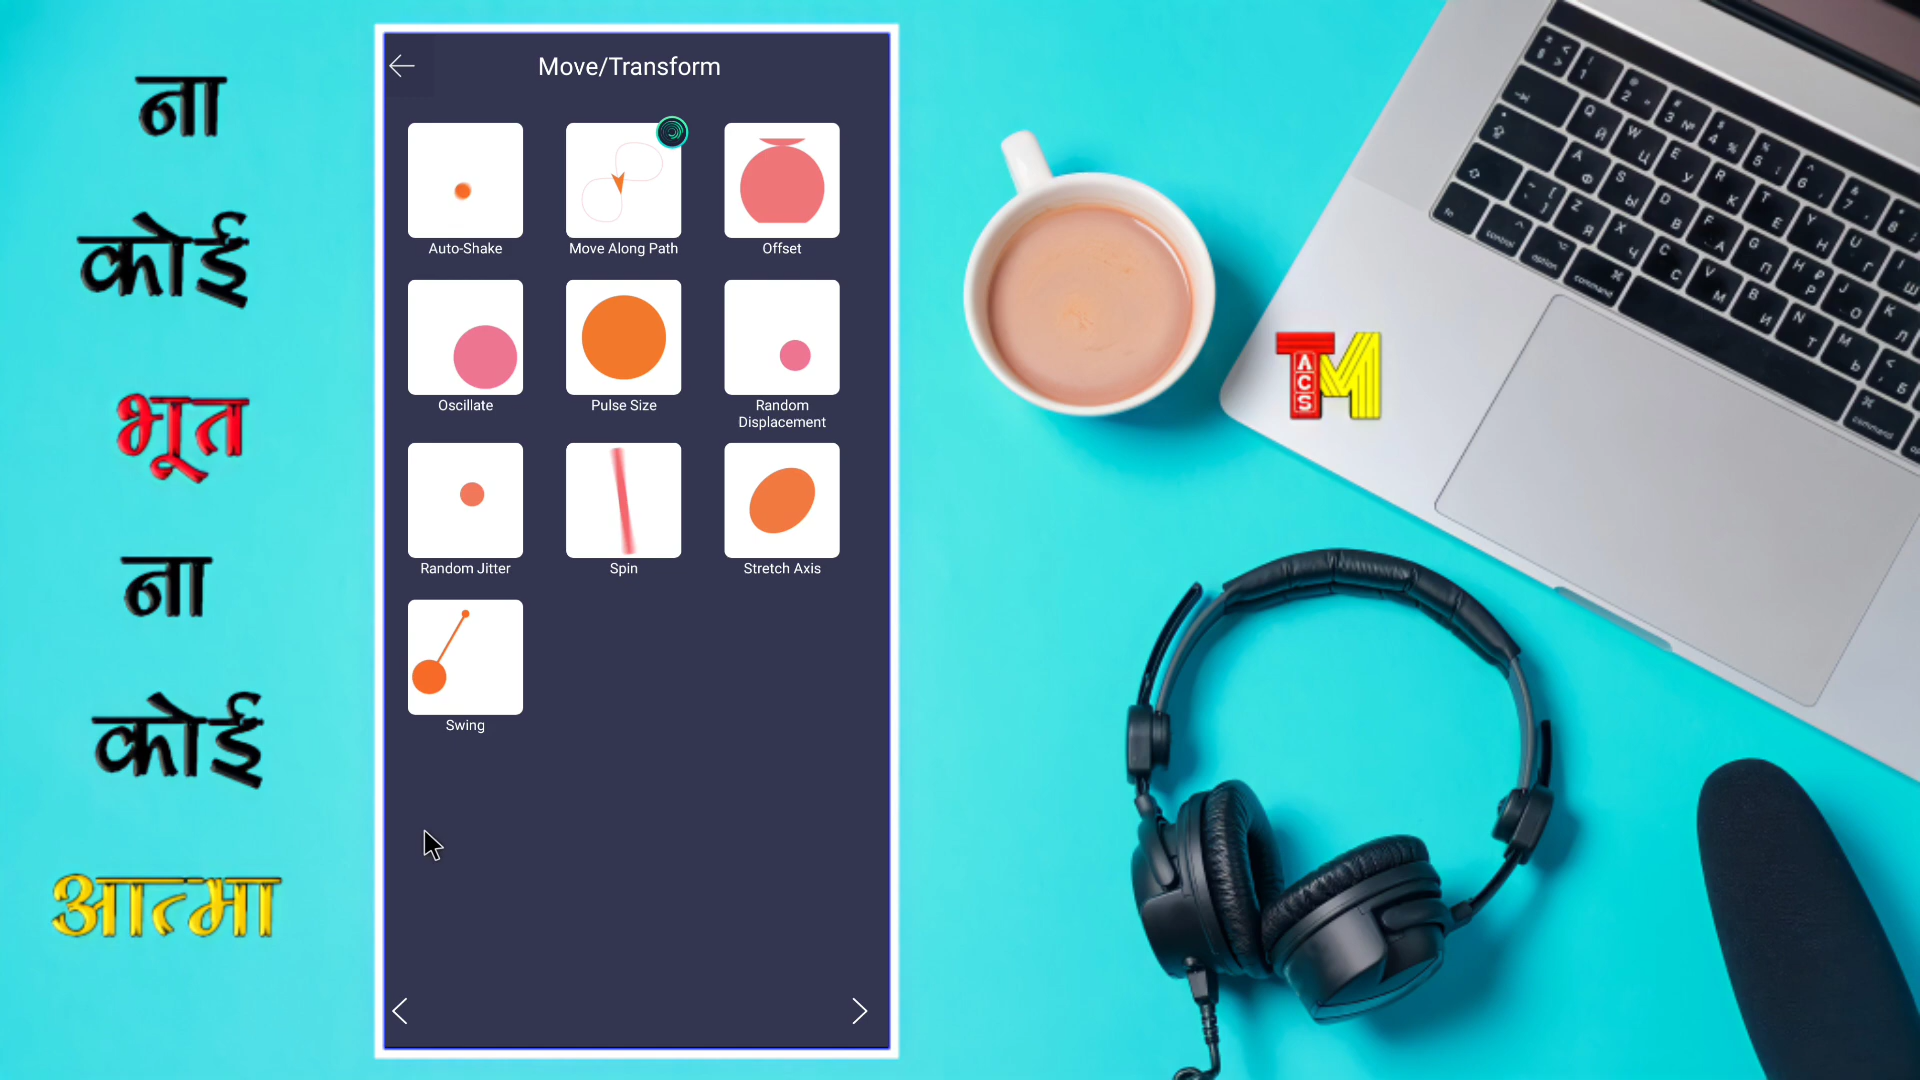 ना
कोई
भूत
ना
कोई
आत्मा
Move/Transform
Auto-Shake
Move Along Path
Offset
Oscillate
Pulse Size
Random
Displacement
Random Jitter
Spin
Stretch Axis
Swing
TM
ACS